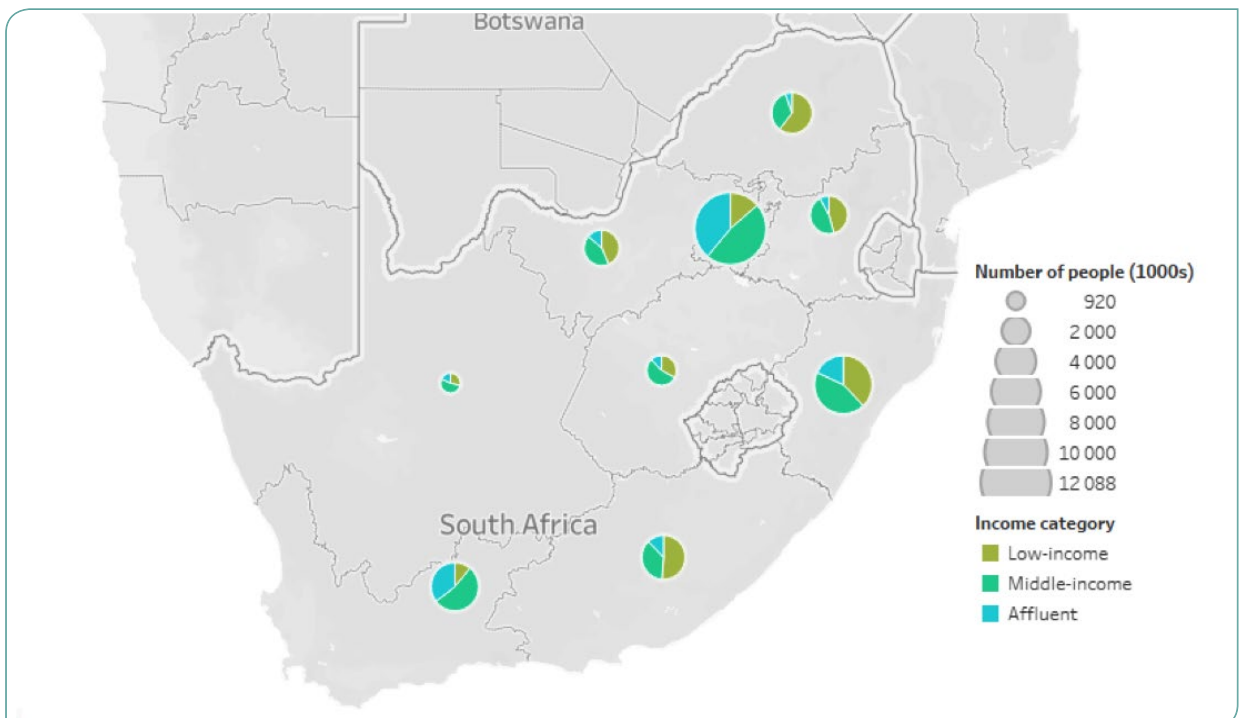 Botswana
South Africa
Number of people (1000s)
920
2 000
4 000
6 000
8 000
10 000
12 088
Income category
Low-income
Middle-income
Affluent